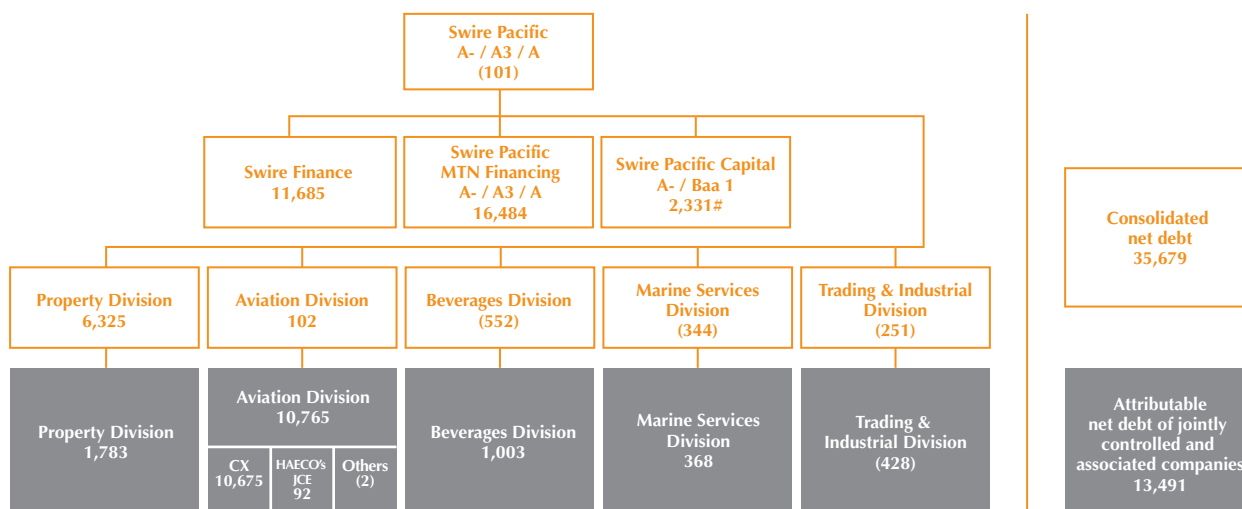 Swire Pacific
A- / A3 / A
(101)
Swire Finance
11,685
Swire Pacific
MTN Financing
A- / A3 / A
16,484
Swire Pacific Capital
A- / Baa 1
2,331#
Consolidated
net debt
35,679
Property Division
6,325
Aviation Division
102
Beverages Division
(552)
Marine Services
Division
(344)
Trading & Industrial
Division
(251)
Property Division
1,783
Aviation Division
10,765
CX
10,675
HAECO's
JCE
92
Others
(2)
Beverages Division
1,003
Marine Services
Division
368
Trading &
Industrial Division
(428)
Attributable
net debt of jointly
controlled and
associated companies
13,491